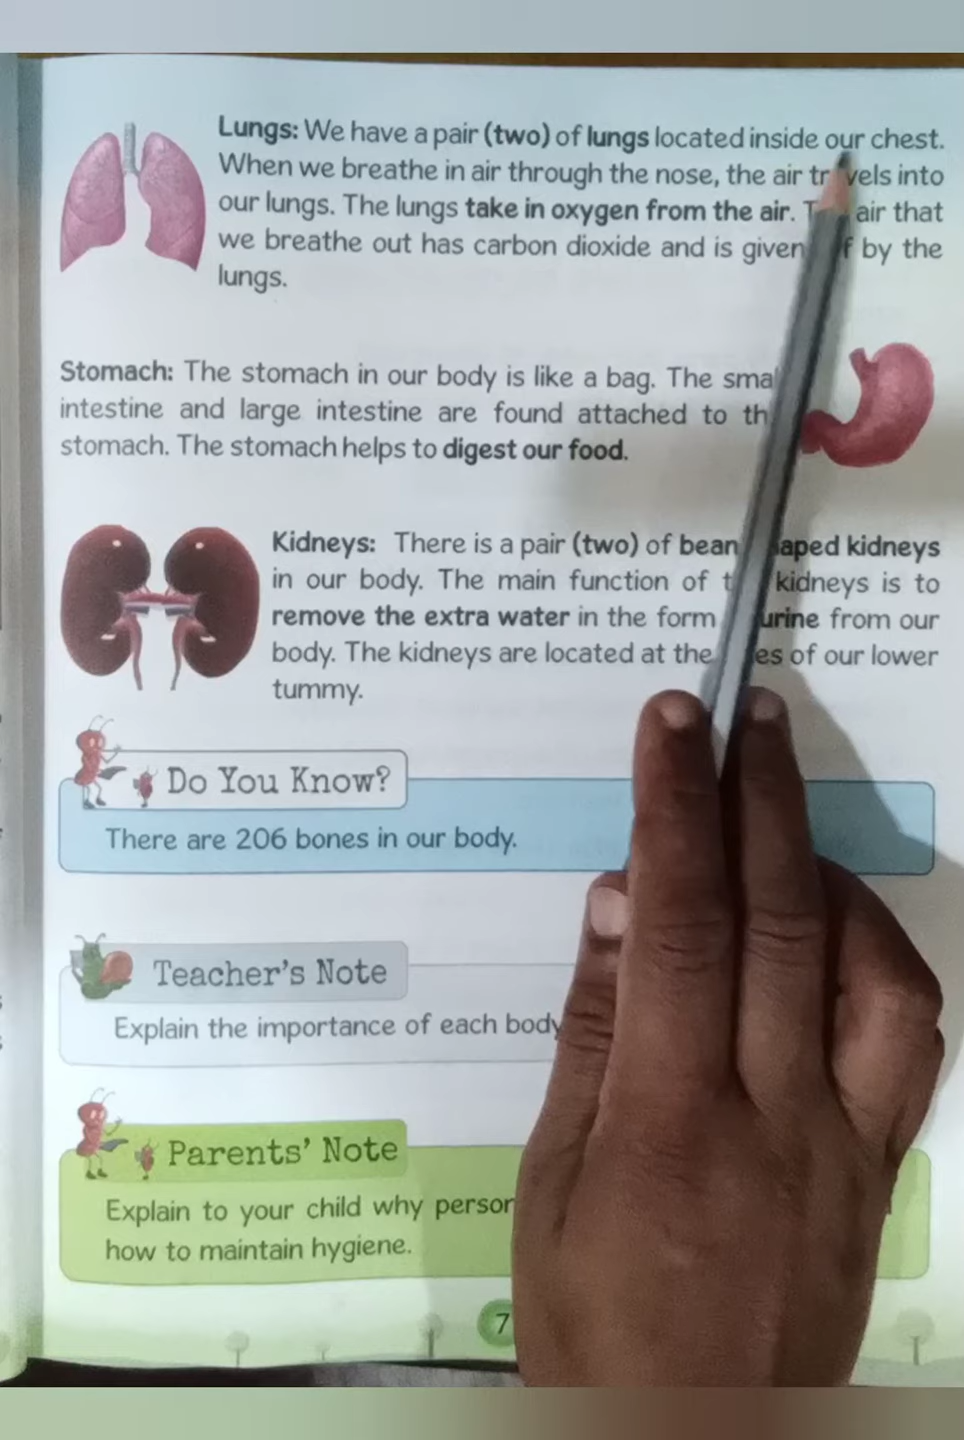 Lungs: We have a pair (two) of lungs located inside our chest.
When we breathe in air through the nose, the air travels into
our lungs. The lungs take in oxygen from the air. air that
we breathe out has carbon dioxide and is given by the
lungs.
Stomach: The stomach in our body is like a bag. The
intestine and large intestine are found attached to
stomach. The stomach helps to digest our food.
Kidneys: There is a pair (two) of bean kidneys
in our body. The main function of kidneys is to
remove the extra water in the form urine from our
body. The kidneys are located at the of our lower
tummy.
Do You Know?
There are 206 bones in our body.
Teacher's Note
Explain the importance of each body
Parents' Note
Explain to your child why
how to maintain hygiene.
7